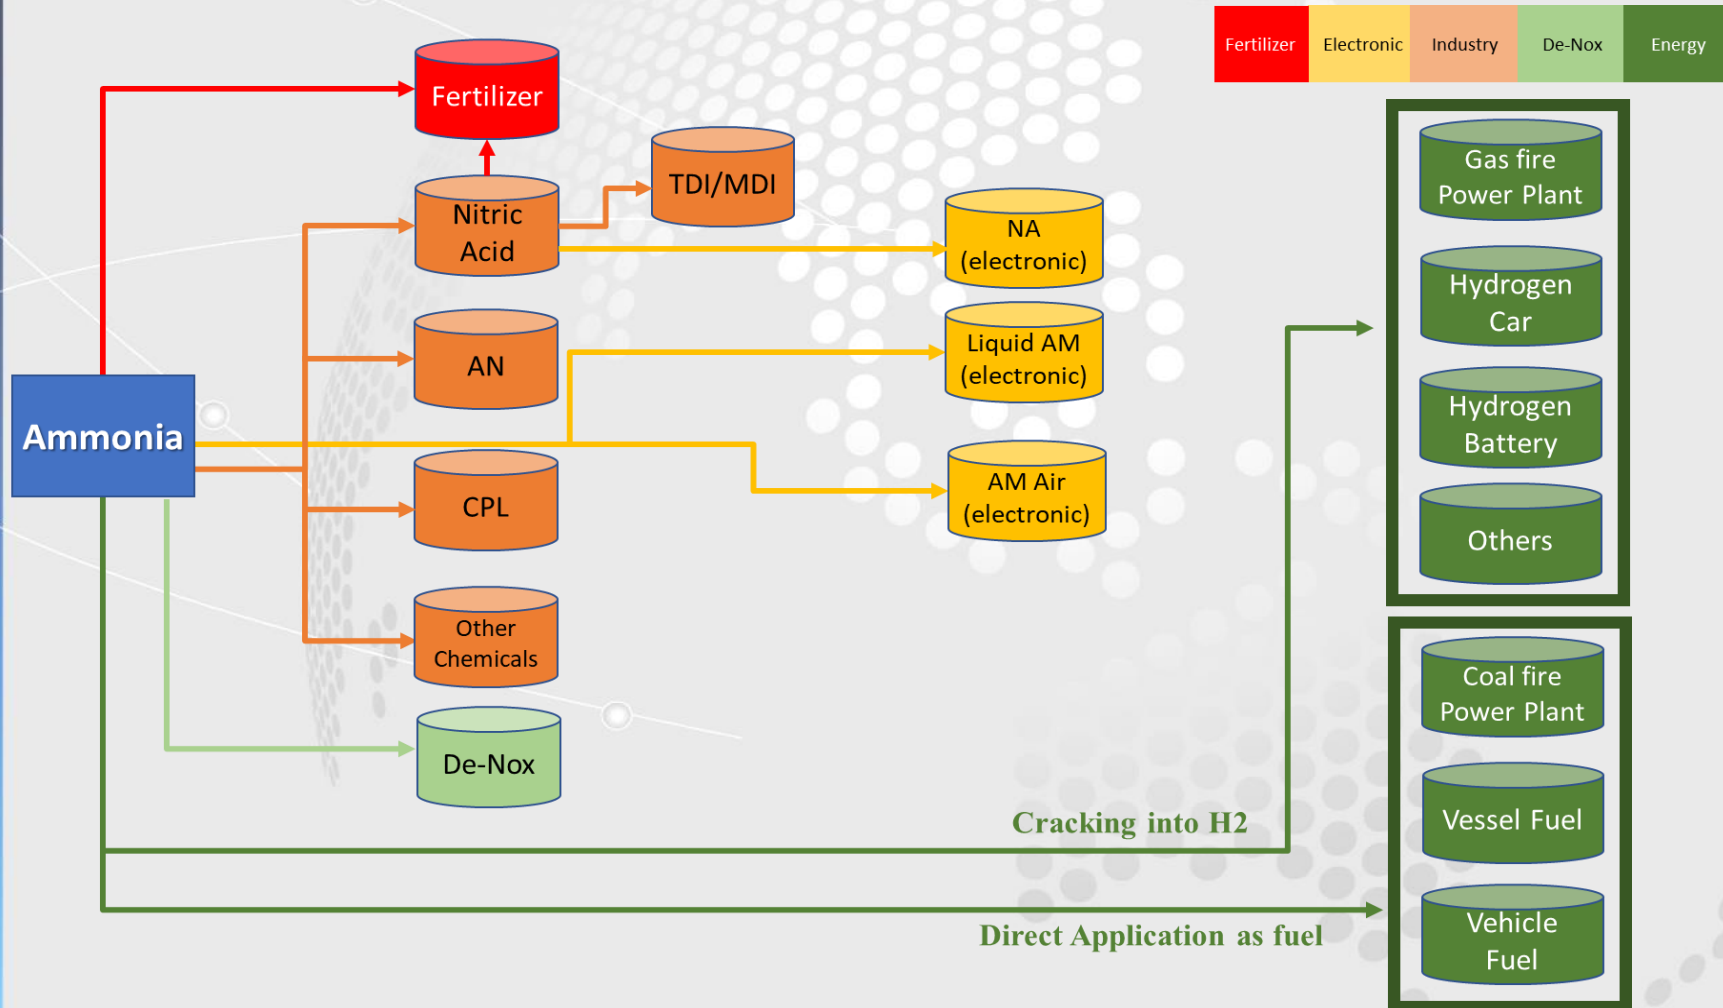 Fertilizer
Electronic
Industry
De-Nox
Energy
Fertilizer
TDI/MDI
Nitric
Acid
NA
(electronic)
AN
Liquid AM
(electronic)
Ammonia
CPL
AM Air
(electronic)
Other
Chemicals
De-Nox
Gas fire
Power Plant
Hydrogen
Car
Hydrogen
Battery
Others
Cracking into H2
Direct Application as fuel
Coal fire
Power Plant
Vessel Fuel
Vehicle
Fuel